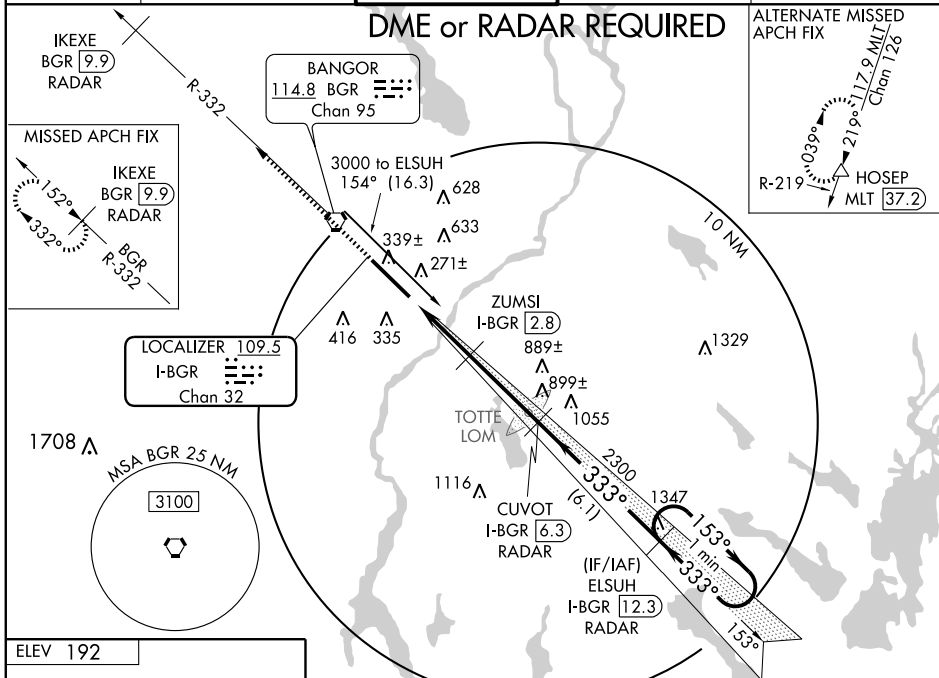 DME or RADAR REQUIRED
IKEXE
BGR 9.9
RADAR
R-332
BANGOR
114.8 BGR
Chan 95
ALTERNATE MISSED
APCH FIX
117.9 MLT
Chan 126
039°
219°
R-219
HOSEP
MLT 37.2
MISSED APCH FIX
IKEXE
BGR 9.9
RADAR
152°
332°
BGR
R-332
3000 to ELSUH
154° (16.3)
628
633
339±
271±
10 NM
416
335
ZUMSI
I-BGR 2.8
889±
899±
1055
1329
LOCALIZER 109.5
I-BGR
Chan 32
TOTTE
LOM
1708
MSA BGR 25 NM
3100
1116
2300
333°
(6.1)
CUVOT
I-BGR 6.3
RADAR
1347
153°
1 min
333°
(IF/IAF)
ELSUH
I-BGR 12.3
RADAR
153°
ELEV 192